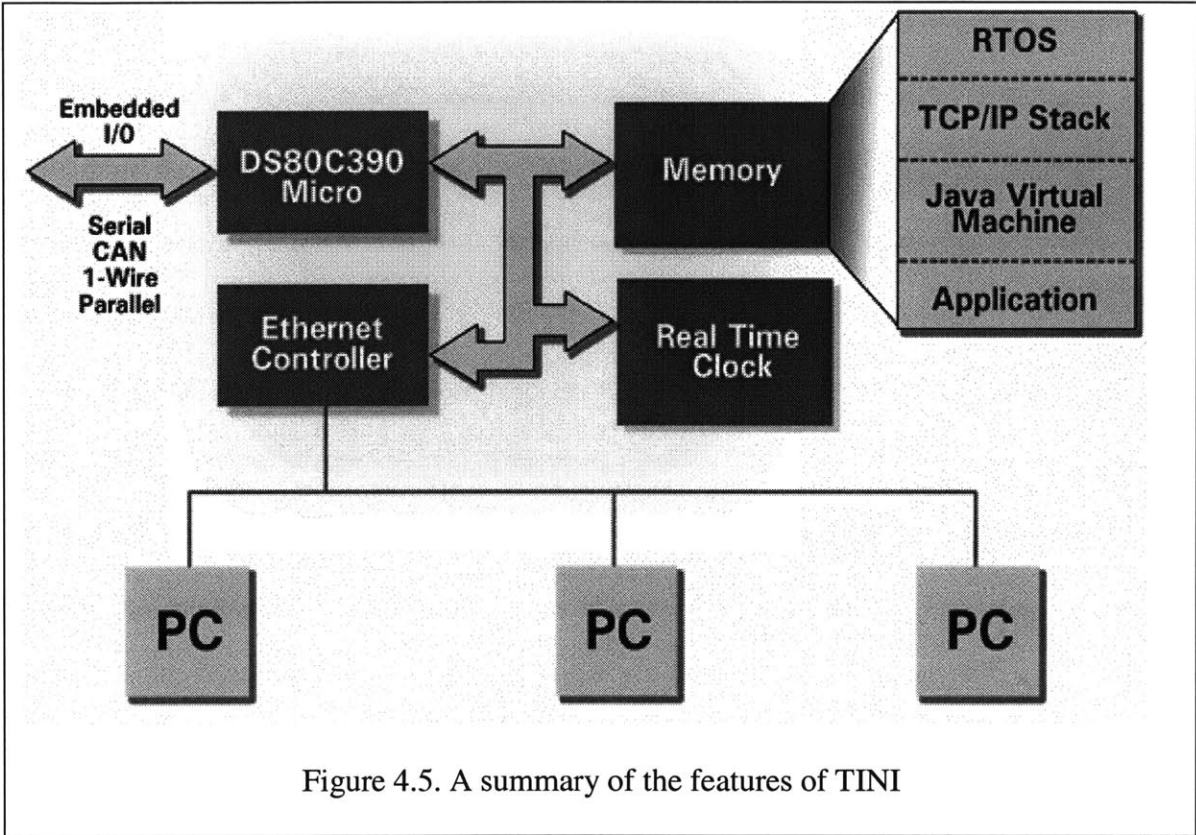 Embedded
I/O
Serial
CAN
1-Wire
Parallel
DS80C390
Micro
Memory
RTOS
TCP/IP Stack
Java Virtual
Machine
Application
Ethernet
Controller
Real Time
Clock
PC
PC
PC
Figure 4.5. A summary of the features of TINI